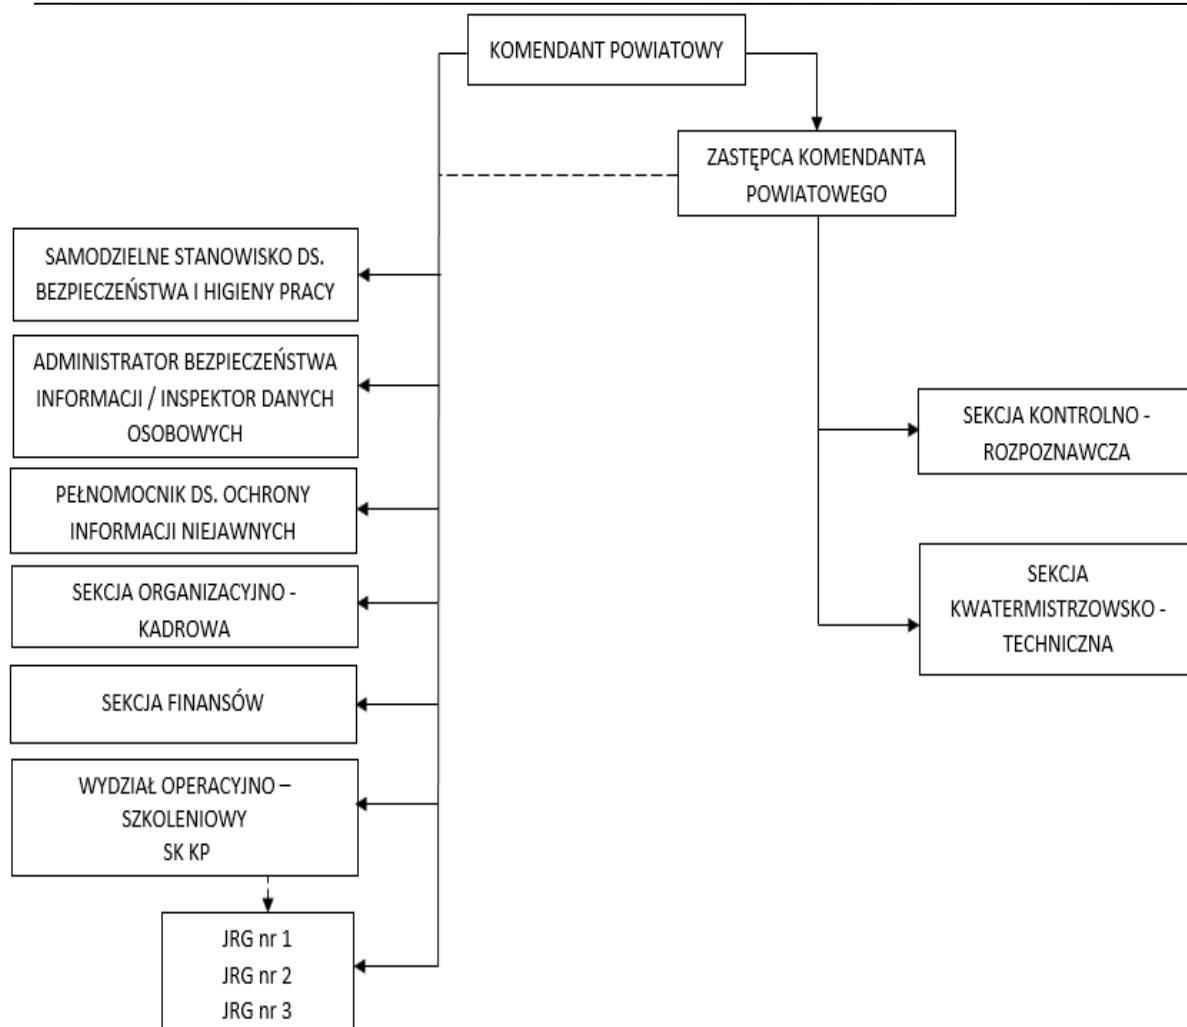 KOMENDANT POWIATOWY
ZASTĘPCA KOMENDANTA
POWIATOWEGO
SAMODZIELNE STANOWISKO DS.
BEZPIECZEŃSTWA I HIGIENY PRACY
ADMINISTRATOR BEZPIECZEŃSTWA
INFORMACJI / INSPEKTOR DANYCH
OSOBOWYCH
PEŁNOMOCNIK DS. OCHRONY
INFORMACJI NIEJAWNYCH
SEKCJA ORGANIZACYJNO -
KADROWA
SEKCJA FINANSÓW
WYDZIAŁ OPERACYJNO –
SZKOLENIOWY
SK KP
JRG nr 1
JRG nr 2
JRG nr 3
SEKCJA KONTROLNO -
ROZPOZNAWCZA
SEKCJA
KWATERMISTRZOWSKO -
TECHNICZNA